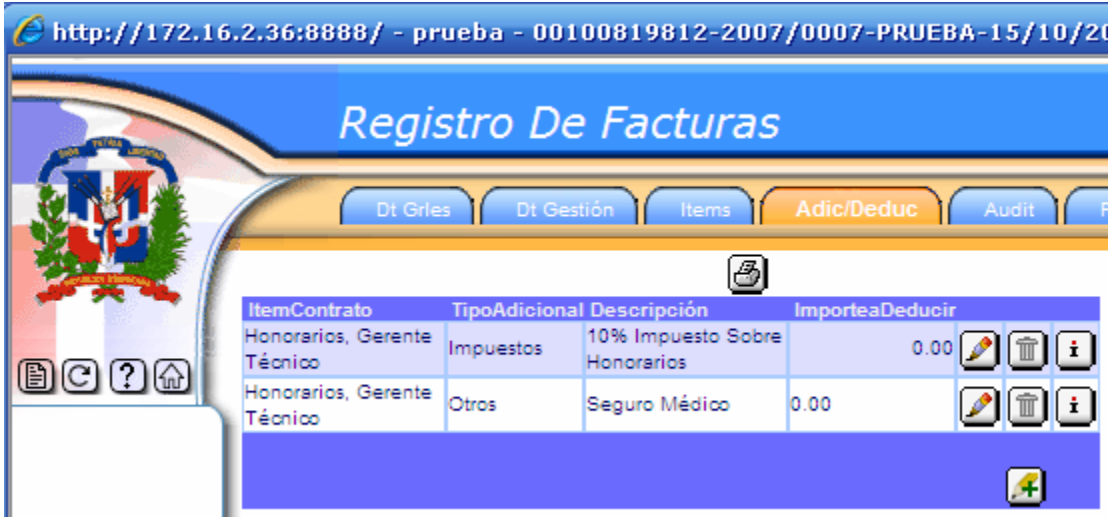 http://172.16.2.36:8888/ - prueba - 00100819812-2007/0007-PRUEBA-15/10/20
Registro De Facturas
Dt Grles Dt Gestión Items Adic/Deduc Audit
ItemContrato TipoAdicional Descripción ImporteaDeducir
Honorarios, Gerente Técnico Impuestos 10% Impuesto Sobre Honorarios 0.00
Honorarios, Gerente Técnico Otros Seguro Médico 0.00